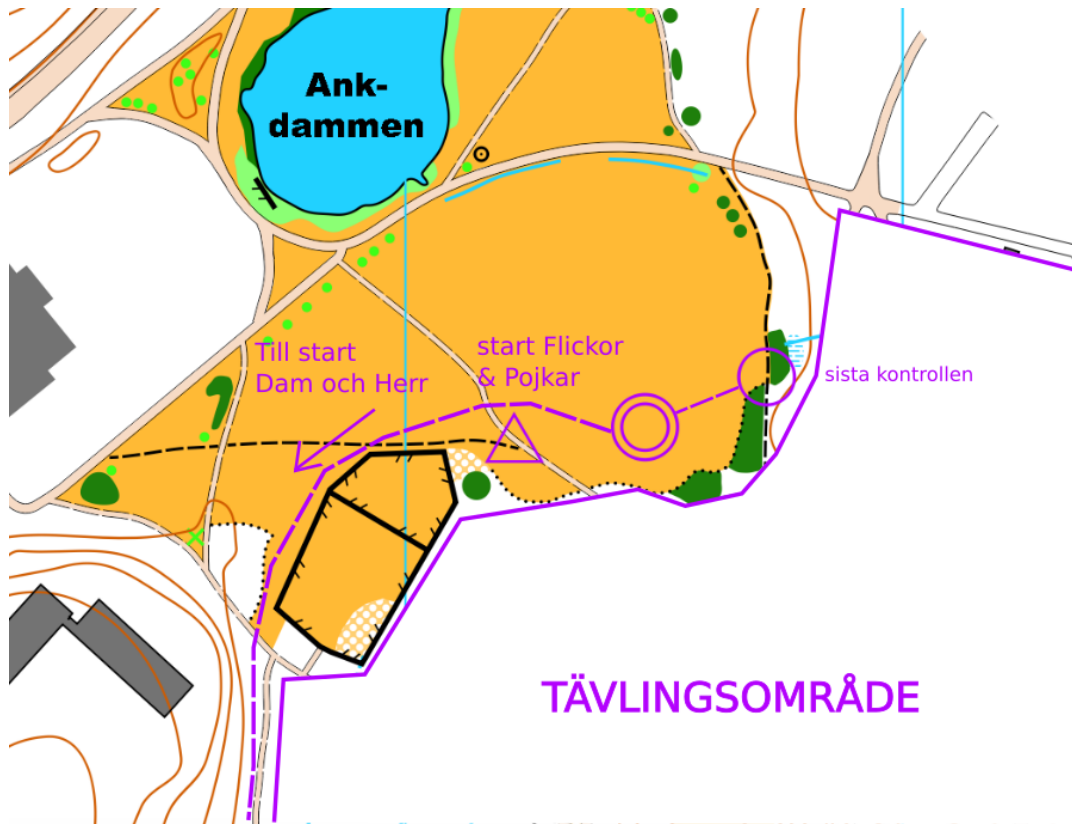 Ank-
dammen
Till start
Dam och Herr
start Flickor
& Pojkar
sista kontrollen
TÄVLINGSOMRÅDE